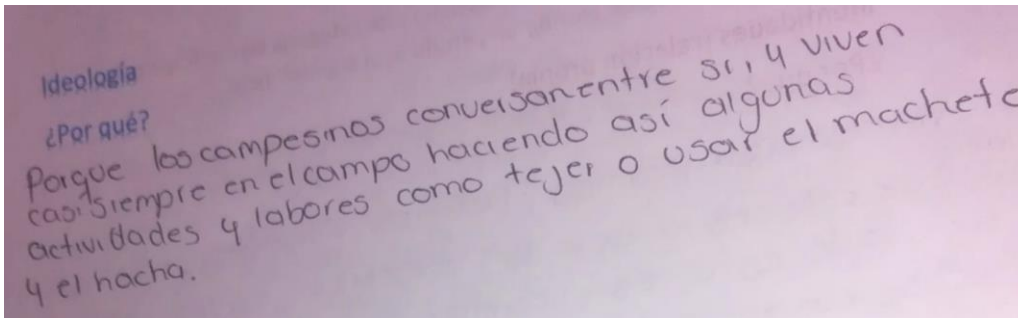 Ideología
¿Por qué?
Porque los campesinos conversan entre si, y viven
casi siempre en el campo haciendo así algunas
actividades y labores como tejer o usar el machete
y el hacha.